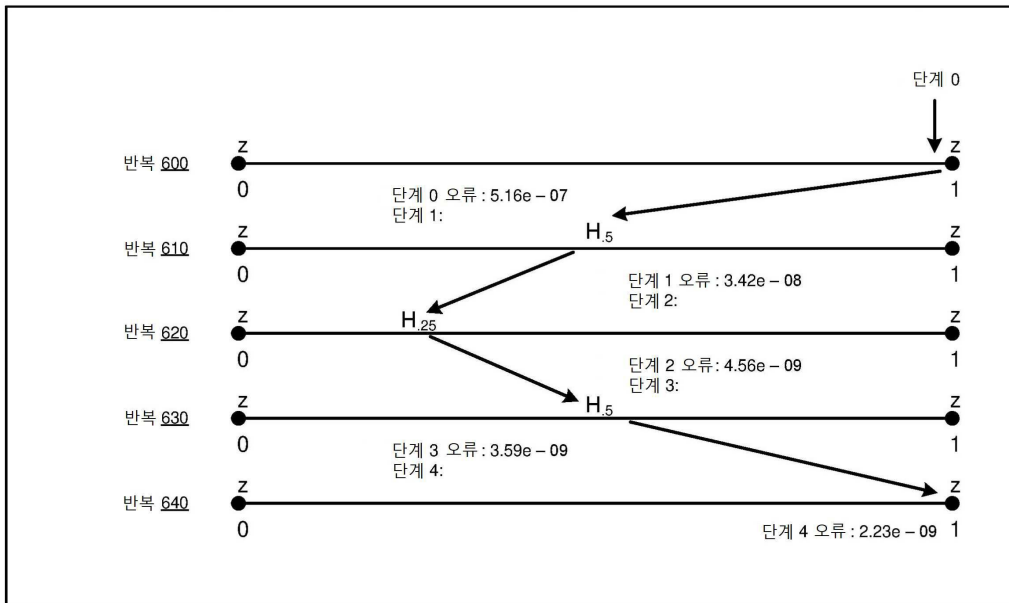 단계 0
z z
반복 600
0 1
단계 0 오류 : 5.16e – 07
단계 1:
z H.5 z
반복 610
0 1
단계 1 오류 : 3.42e – 08
단계 2:
z H.25 z
반복 620
0 1
단계 2 오류 : 4.56e – 09
단계 3:
z H.5 z
반복 630
0 1
단계 3 오류 : 3.59e – 09
단계 4:
z z
반복 640
0 1
단계 4 오류 : 2.23e – 09